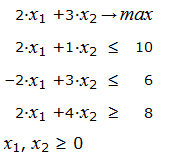 2·x₁ +3·x₂ → max
2·x₁ +1·x₂ ≤ 10
−2·x₁ +3·x₂ ≤ 6
2·x₁ +4·x₂ ≥ 8
x₁, x₂ ≥ 0